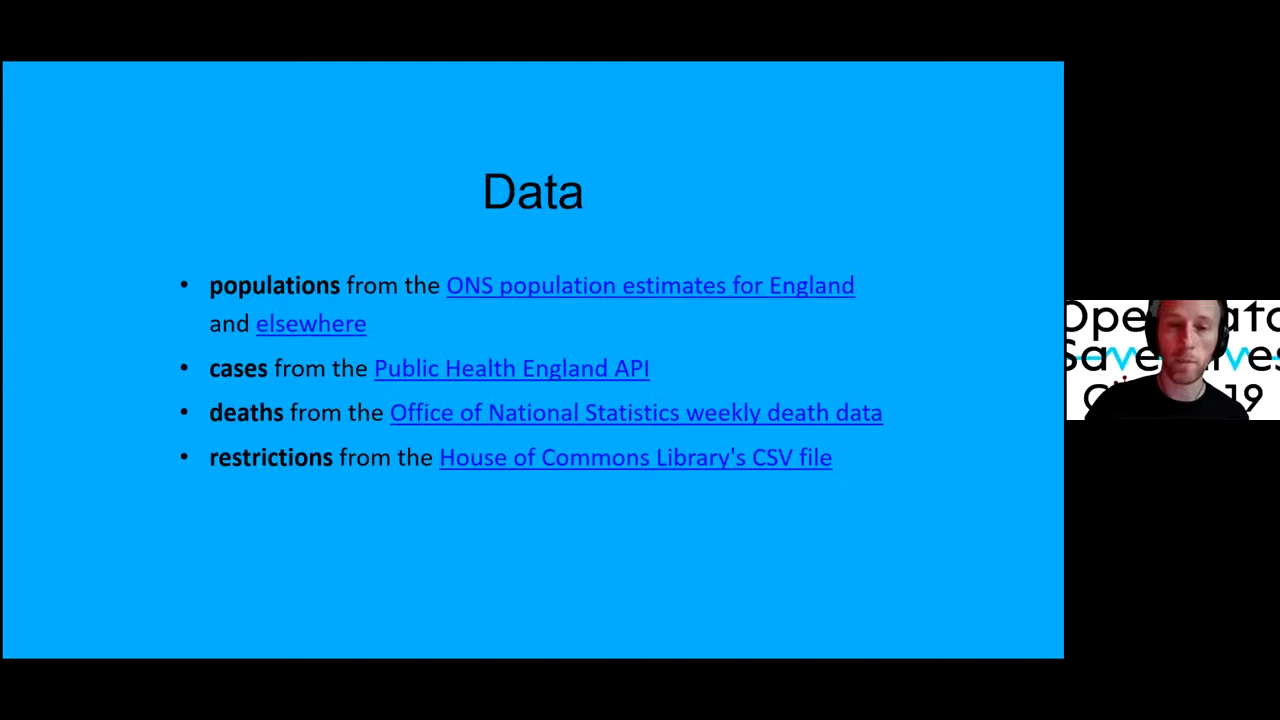 Data
• populations from the ONS population estimates for England
and elsewhere
• cases from the Public Health England API
• deaths from the Office of National Statistics weekly death data
• restrictions from the House of Commons Library's CSV file
19